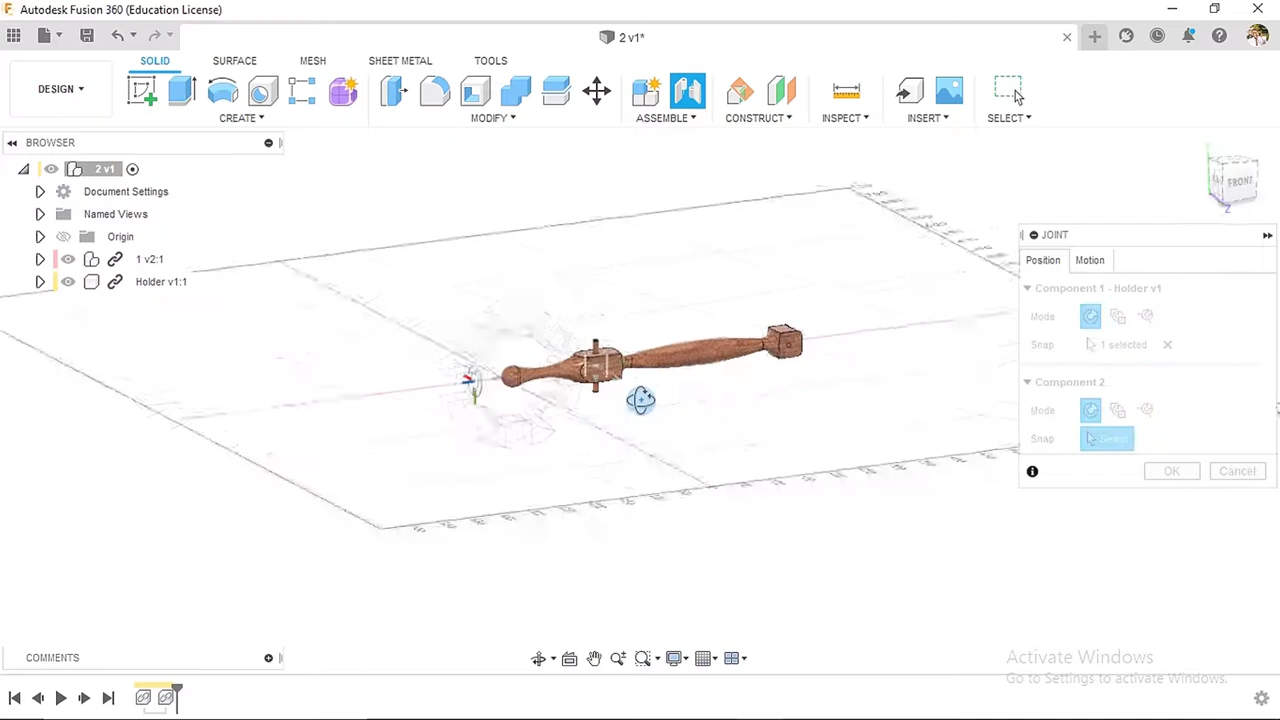 Autodesk Fusion 360 (Education License)
2 v1*
DESIGN
SOLID
SURFACE
MESH
SHEET METAL
TOOLS
CREATE
MODIFY
ASSEMBLE
CONSTRUCT
INSPECT
INSERT
SELECT
BROWSER
2 v1
Document Settings
Named Views
Origin
1 v2:1
Holder v1:1
FRONT
Z
JOINT
Position
Motion
Component 1 - Holder v1
Mode
Snap
1 selected
Component 2
Mode
Snap
Select
OK
Cancel
COMMENTS
Activate Windows
Go to Settings to activate Windows.